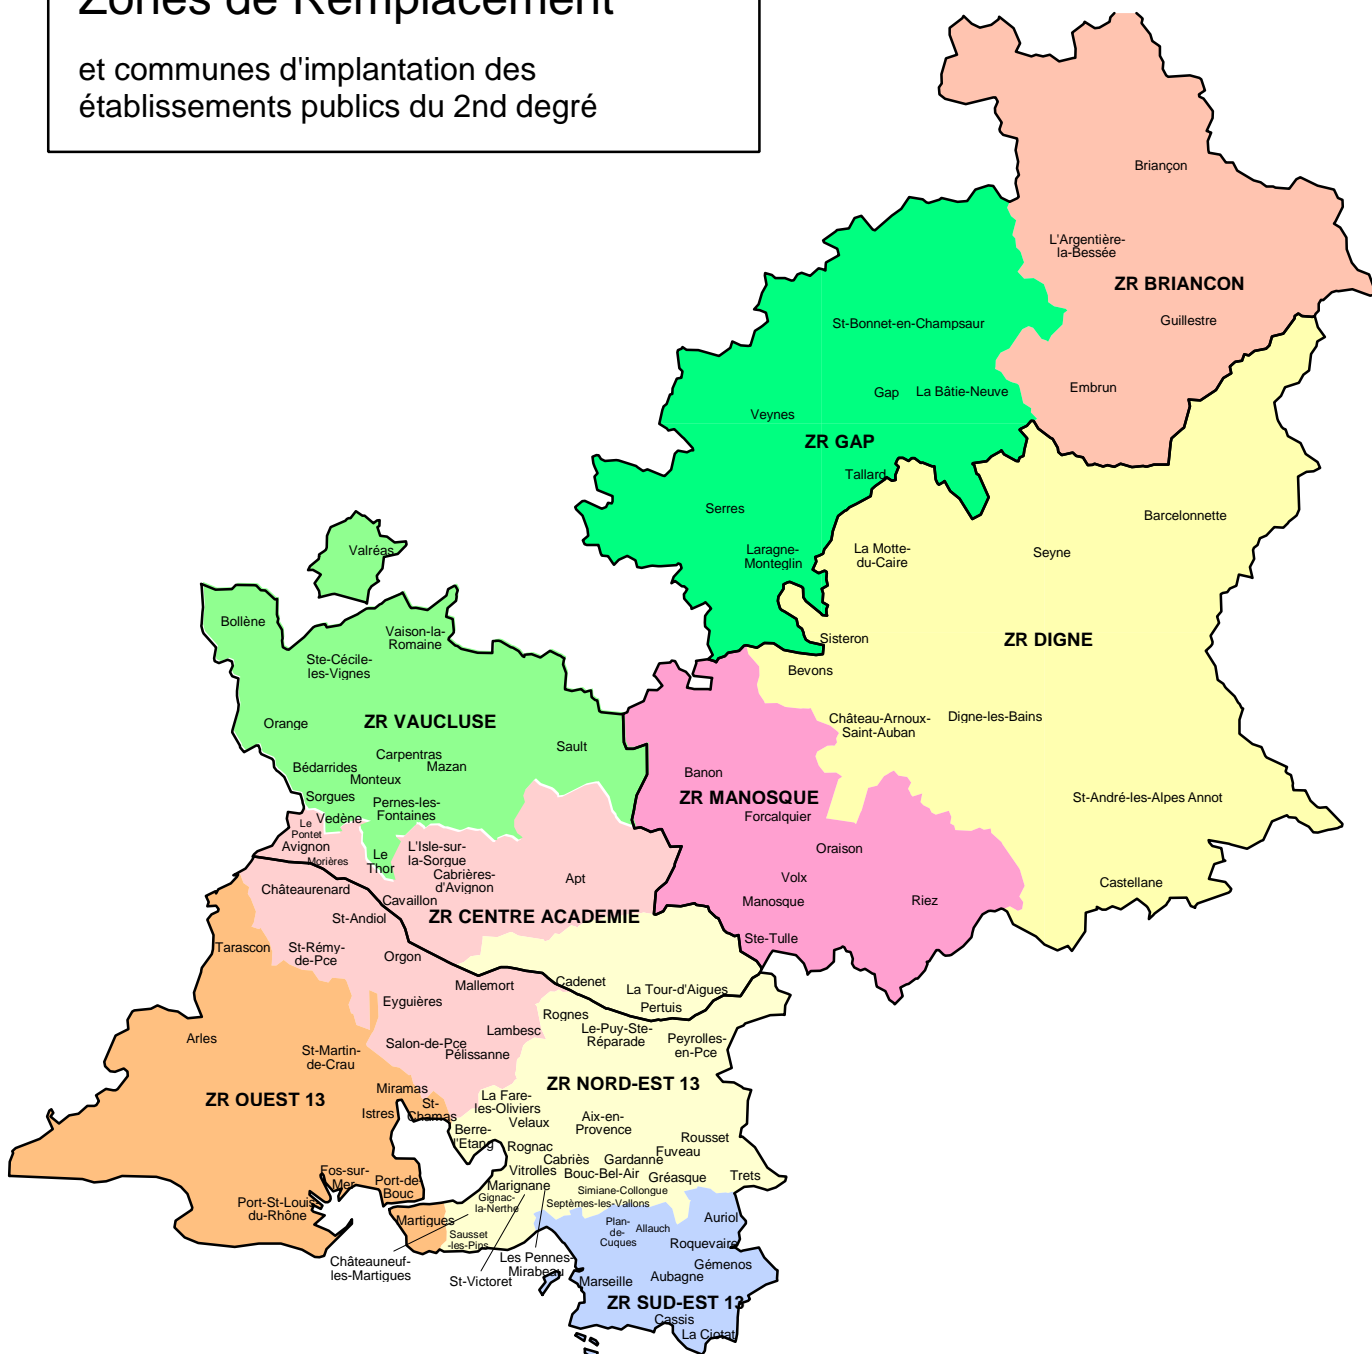 Zones de Remplacement
et communes d'implantation des
établissements publics du 2nd degré
Briançon
L'Argentière-
la-Bessée
ZR BRIANCON
Guillestre
Embrun
St-Bonnet-en-Champsaur
Gap
La Bâtie-Neuve
Veynes
ZR GAP
Tallard
Serres
Laragne-
Monteglin
Barcelonnette
Seyne
La Motte-
du-Caire
Sisteron
ZR DIGNE
Bevons
Château-Arnoux-
Saint-Auban
Digne-les-Bains
St-André-les-Alpes Annot
Castellane
Valréas
Bollène
Vaison-la-
Romaine
Ste-Cécile-
les-Vignes
Orange
ZR VAUCLUSE
Sault
Carpentras
Bédarrides
Mazan
Monteux
Sorgues
Pernes-les-
Fontaines
Vedène
Le
Pontet
Avignon
Morières
Le
Thor
L'Isle-sur-
la-Sorgue
Cabrières-
d'Avignon
Apt
Cavaillon
ZR CENTRE ACADEMIE
Châteaurenard
St-Andiol
Banon
ZR MANOSQUE
Forcalquier
Oraison
Volx
Manosque
Riez
Ste-Tulle
Tarascon
St-Rémy-
de-Pce
Orgon
Mallemort
Cadenet
La Tour-d'Aigues
Pertuis
Eyguières
Rognes
Lambesc
Le-Puy-Ste-
Réparade
Peyrolles-
en-Pce
Arles
St-Martin-
de-Crau
Salon-de-Pce
Pélissanne
ZR OUEST 13
ZR NORD-EST 13
Miramas
Istres
St-
Chamas
La Fare-
les-Oliviers
Velaux
Aix-en-
Provence
Berre-
l'Etang
Rousset
Rognac
Fuveau
Cabriès
Gardanne
Vitrolles
Bouc-Bel-Air
Gréasque
Trets
Marignane
Fos-sur-
Mer
Port-de-
Bouc
Gignac-
la-Nerthe
Simiane-Collongue
Septèmes-les-Vallons
Port-St-Louis-
du-Rhône
Martigues
Sausset
-les-Pins
Plan-
de-
Cuques
Allauch
Auriol
Roquevaire
Châteauneuf-
les-Martigues
St-Victoret
Les Pennes-
Mirabeau
Gémenos
Marseille
Aubagne
ZR SUD-EST 13
Cassis
La Ciotat